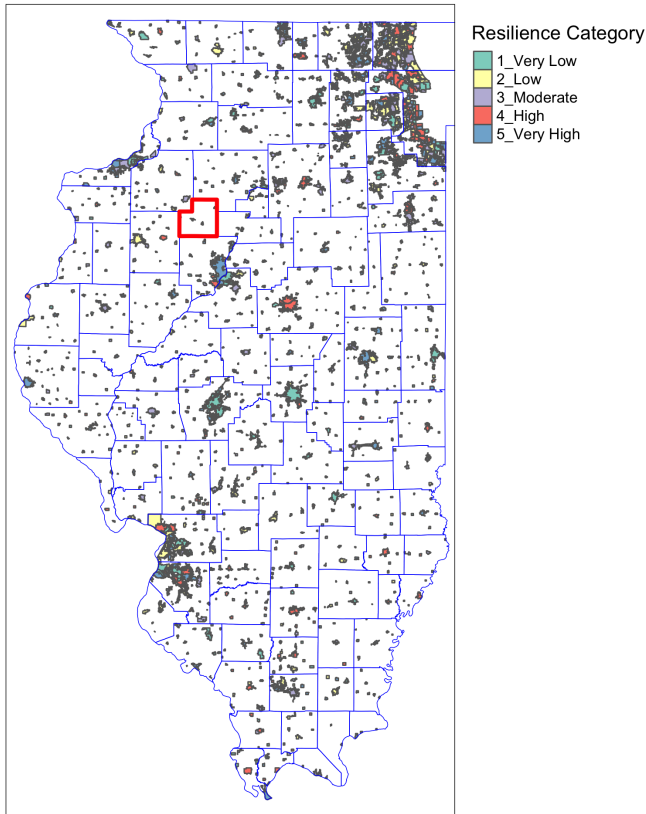 Resilience Category
1_Very Low
2_Low
3_Moderate
4_High
5_Very High